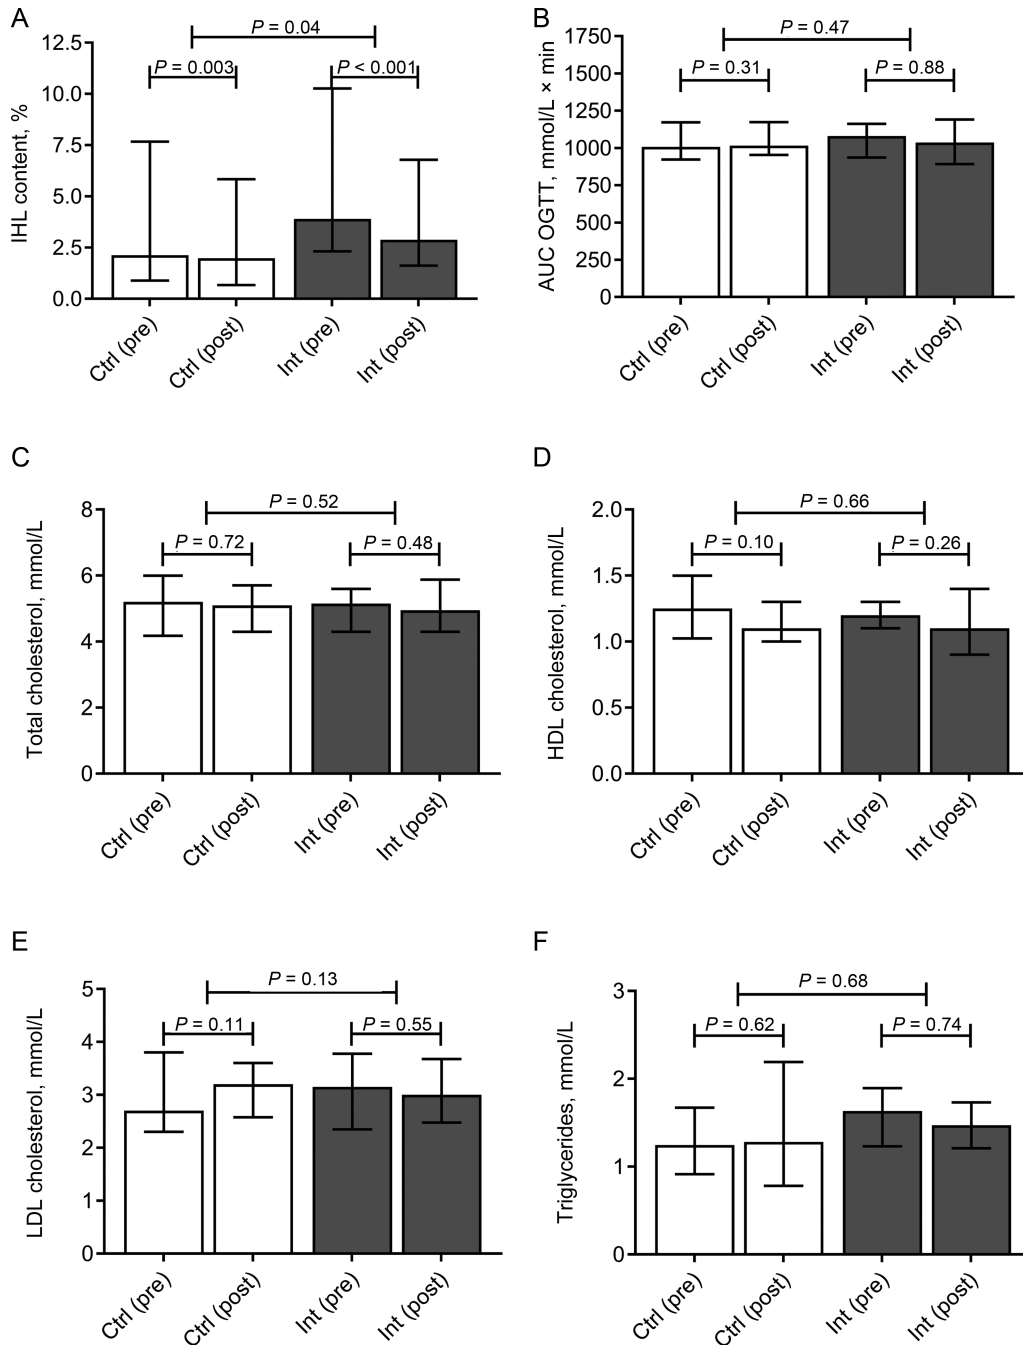 A
P = 0.04
P = 0.003
P < 0.001
12.5
10.0
7.5
5.0
2.5
0.0
IHL content, %
Ctrl (pre)
Ctrl (post)
Int (pre)
Int (post)
B
P = 0.47
P = 0.31
P = 0.88
1750
1500
1250
1000
750
500
250
0
AUC OGTT, mmol/L × min
Ctrl (pre)
Ctrl (post)
Int (pre)
Int (post)
C
P = 0.52
P = 0.72
P = 0.48
8
6
4
2
0
Total cholesterol, mmol/L
Ctrl (pre)
Ctrl (post)
Int (pre)
Int (post)
D
P = 0.66
P = 0.10
P = 0.26
2.0
1.5
1.0
0.5
0.0
HDL cholesterol, mmol/L
Ctrl (pre)
Ctrl (post)
Int (pre)
Int (post)
E
P = 0.13
P = 0.11
P = 0.55
5
4
3
2
1
0
LDL cholesterol, mmol/L
Ctrl (pre)
Ctrl (post)
Int (pre)
Int (post)
F
P = 0.68
P = 0.62
P = 0.74
3
2
1
0
Triglycerides, mmol/L
Ctrl (pre)
Ctrl (post)
Int (pre)
Int (post)